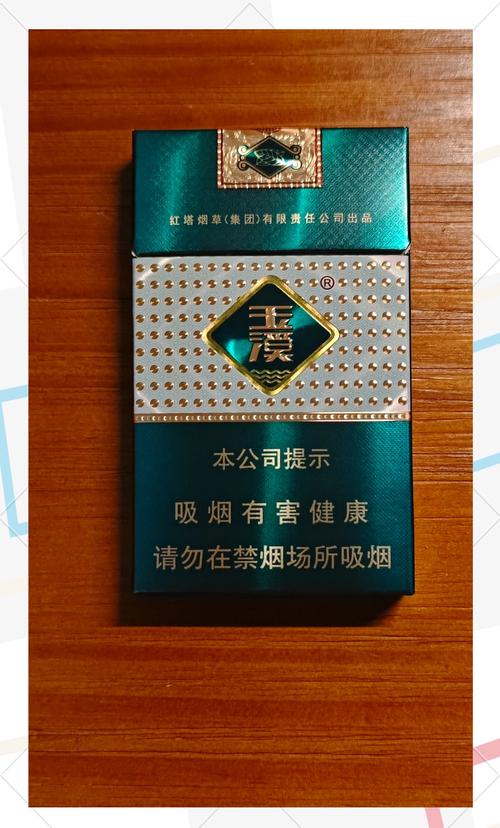 紅塔烟草(集团)有限责任公司出品
®
玉
溪
本公司提示
吸烟有害健康
请勿在禁烟场所吸烟